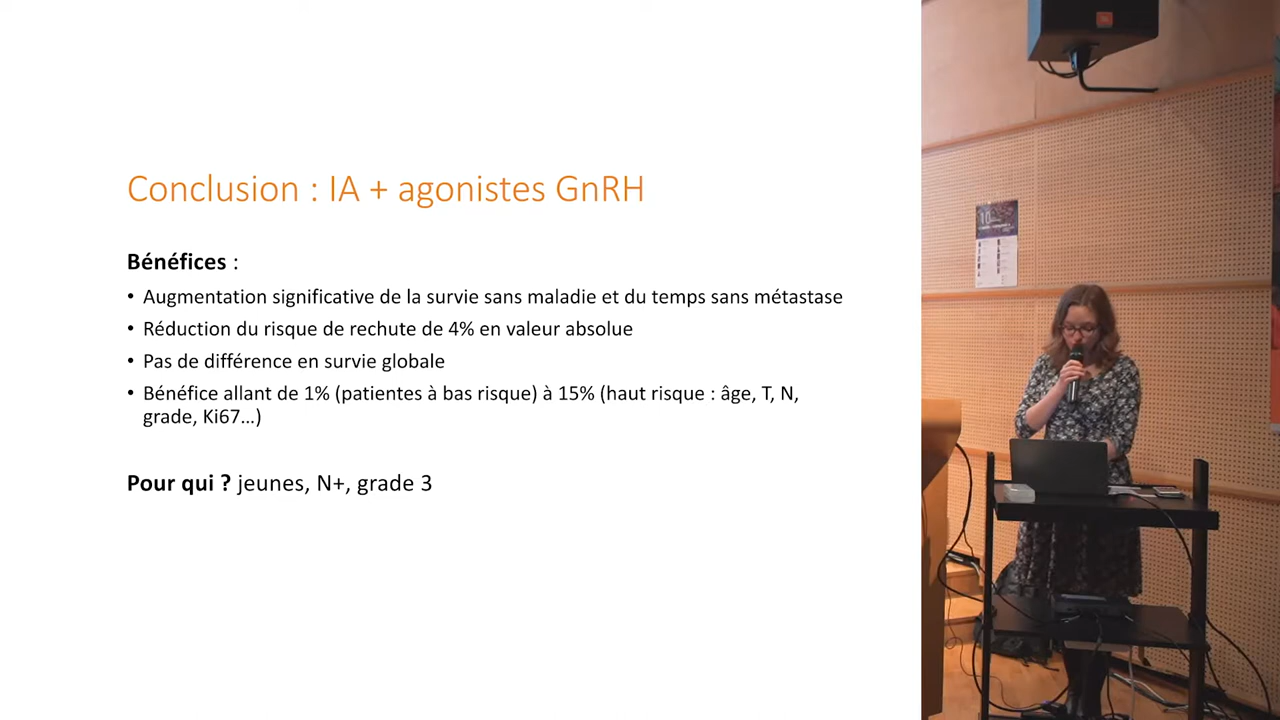 Conclusion : IA + agonistes GnRH
Bénéfices :
• Augmentation significative de la survie sans maladie et du temps sans métastase
• Réduction du risque de rechute de 4% en valeur absolue
• Pas de différence en survie globale
• Bénéfice allant de 1% (patientes à bas risque) à 15% (haut risque : âge, T, N,
grade, Ki67…)
Pour qui ? jeunes, N+, grade 3
10